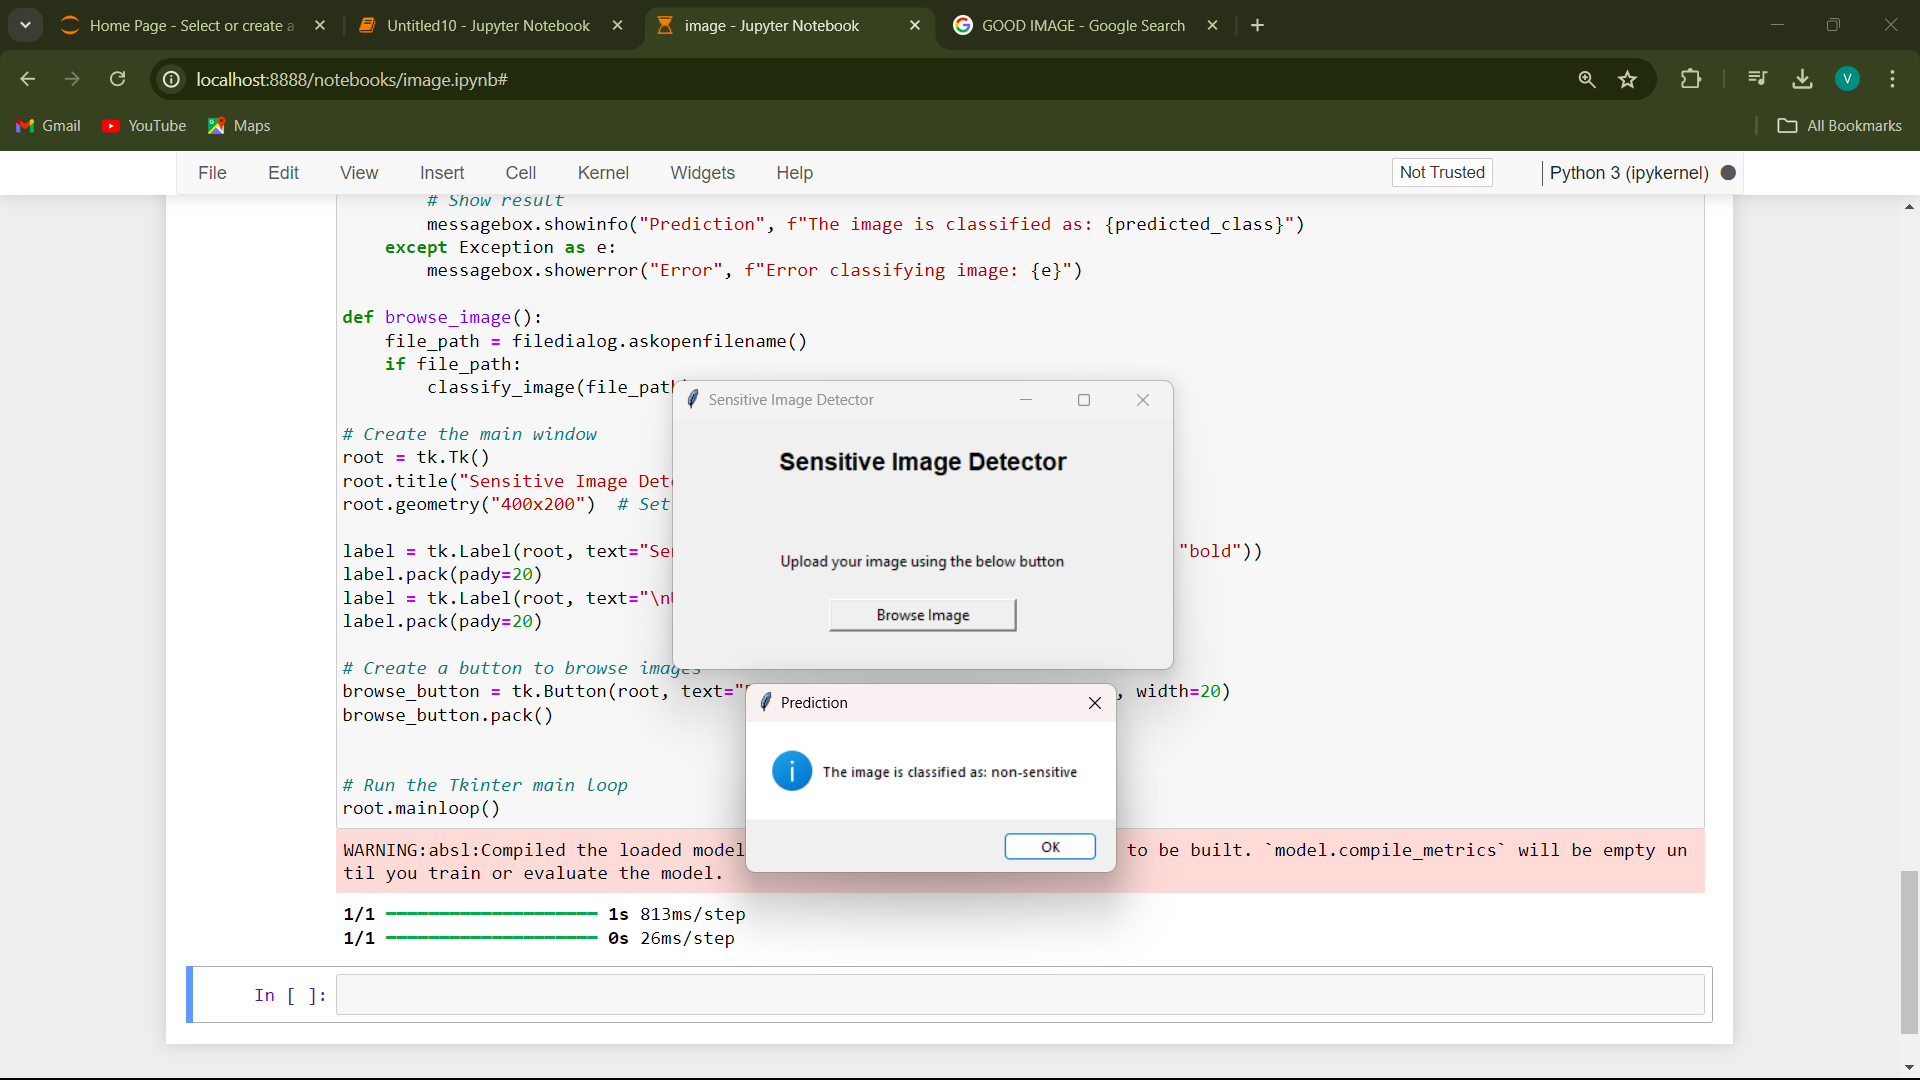 Home Page - Select or create a
Untitled10 - Jupyter Notebook
image - Jupyter Notebook
GOOD IMAGE - Google Search
localhost:8888/notebooks/image.ipynb#
V
Gmail
YouTube
Maps
All Bookmarks
File Edit View Insert Cell Kernel Widgets Help
Not Trusted
Python 3 (ipykernel)
# Show result
messagebox.showinfo("Prediction", f"The image is classified as: {predicted_class}")
except Exception as e:
messagebox.showerror("Error", f"Error classifying image: {e}")
def browse_image():
file_path = filedialog.askopenfilename()
if file_path:
classify_image(file_path
# Create the main window
root = tk.Tk()
root.title("Sensitive Image Det
root.geometry("400x200") # Set
label = tk.Label(root, text="Se "bold"))
label.pack(pady=20)
label = tk.Label(root, text="\n
label.pack(pady=20)
# Create a button to browse images
browse_button = tk.Button(root, text=" , width=20)
browse_button.pack()
# Run the Tkinter main loop
root.mainloop()
Sensitive Image Detector
Sensitive Image Detector
Upload your image using the below button
Browse Image
Prediction
The image is classified as: non-sensitive
OK
WARNING:absl:Compiled the loaded model to be built. `model.compile_metrics` will be empty un
til you train or evaluate the model.
1/1 1s 813ms/step
1/1 0s 26ms/step
In [ ]: